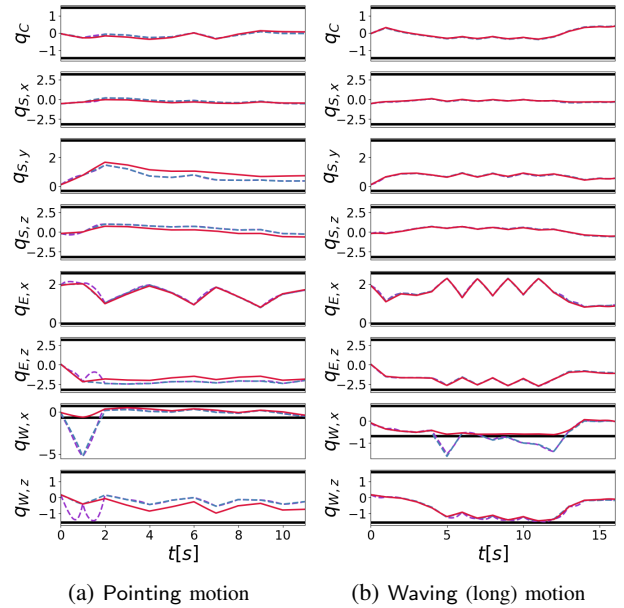 1
0
−1
q_C
1
0
−1
q_C
2.5
0.0
−2.5
q_{S,x}
2.5
0.0
−2.5
q_{S,x}
2
0
q_{S,y}
2
0
q_{S,y}
2.5
0.0
−2.5
q_{S,z}
2.5
0.0
−2.5
q_{S,z}
2
0
q_{E,x}
2
0
q_{E,x}
0.0
−2.5
q_{E,z}
0.0
−2.5
q_{E,z}
0
−5
q_{W,x}
0
−1
q_{W,x}
1
0
−1
q_{W,z}
1
0
−1
q_{W,z}
0 2 4 6 8 10
0 5 10 15
t[s]
t[s]
(a) Pointing motion
(b) Waving (long) motion